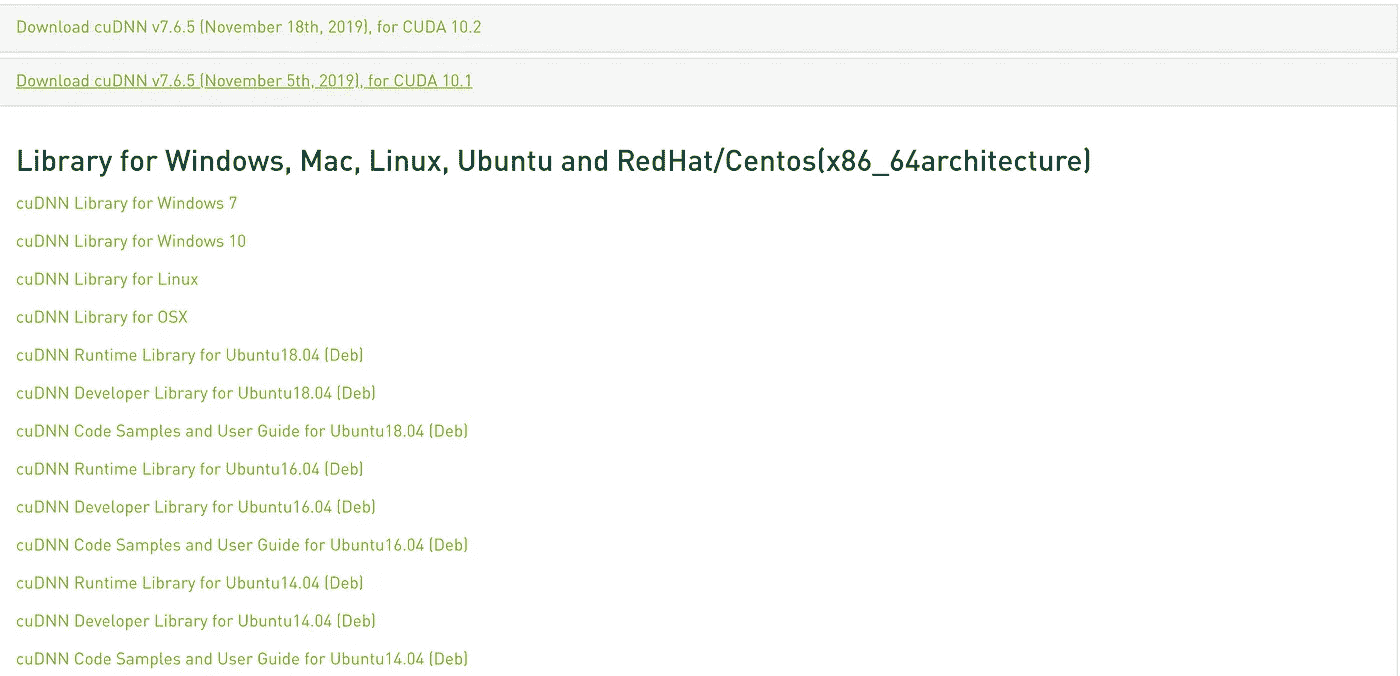 Download cuDNN v7.6.5 (November 18th, 2019), for CUDA 10.2
Download cuDNN v7.6.5 (November 5th, 2019), for CUDA 10.1
Library for Windows, Mac, Linux, Ubuntu and RedHat/Centos(x86_64architecture)
cuDNN Library for Windows 7
cuDNN Library for Windows 10
cuDNN Library for Linux
cuDNN Library for OSX
cuDNN Runtime Library for Ubuntu18.04 (Deb)
cuDNN Developer Library for Ubuntu18.04 (Deb)
cuDNN Code Samples and User Guide for Ubuntu18.04 (Deb)
cuDNN Runtime Library for Ubuntu16.04 (Deb)
cuDNN Developer Library for Ubuntu16.04 (Deb)
cuDNN Code Samples and User Guide for Ubuntu16.04 (Deb)
cuDNN Runtime Library for Ubuntu14.04 (Deb)
cuDNN Developer Library for Ubuntu14.04 (Deb)
cuDNN Code Samples and User Guide for Ubuntu14.04 (Deb)